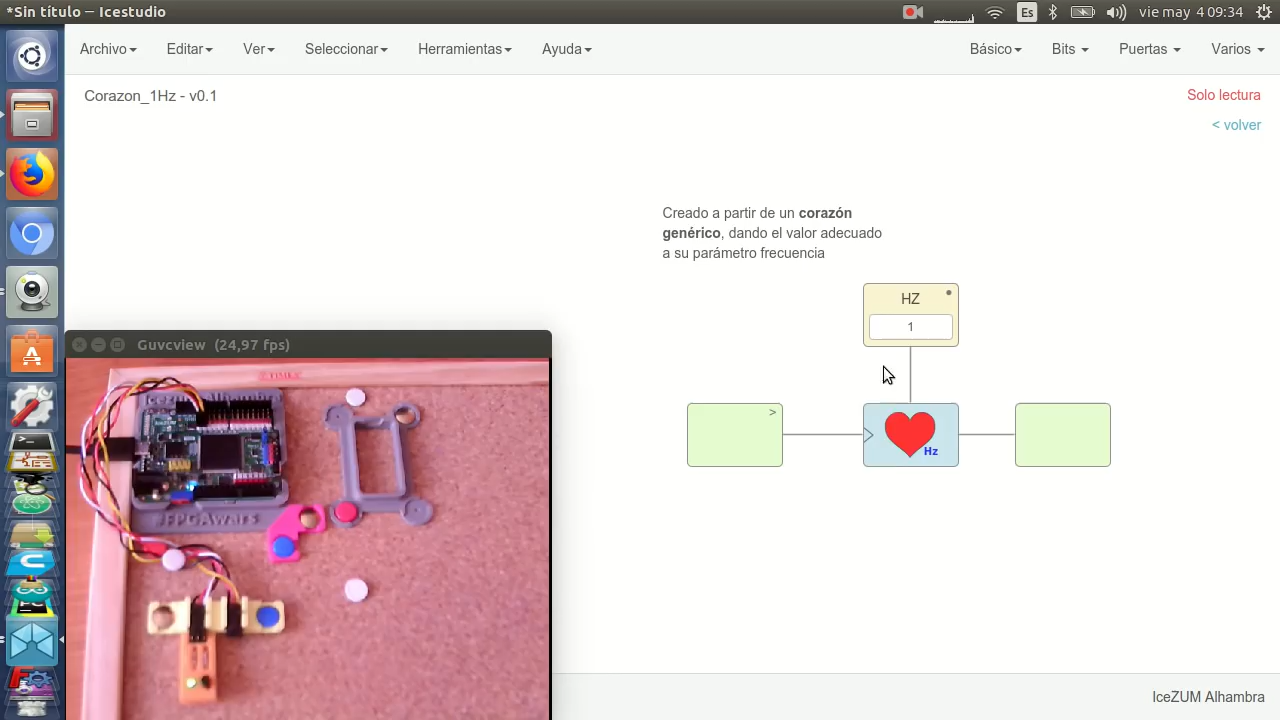 *Sin título – Icestudio
Es
vie may 4 09:34
Archivo
Editar
Ver
Seleccionar
Herramientas
Ayuda
Básico
Bits
Puertas
Varios
Corazon_1Hz - v0.1
Solo lectura
< volver
Creado a partir de un corazón
genérico, dando el valor adecuado
a su parámetro frecuencia
HZ
1
>
Hz
Guvcview (24,97 fps)
FPGAwars
IceZUM Alhambra